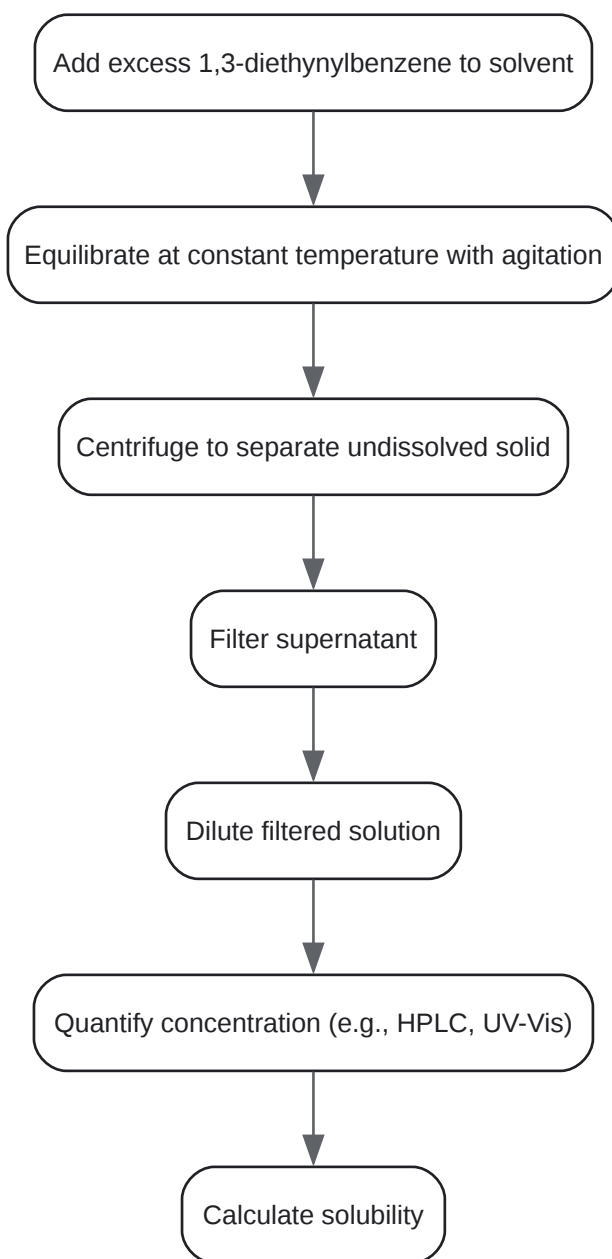 Add excess 1,3-diethynylbenzene to solvent
Equilibrate at constant temperature with agitation
Centrifuge to separate undissolved solid
Filter supernatant
Dilute filtered solution
Quantify concentration (e.g., HPLC, UV-Vis)
Calculate solubility